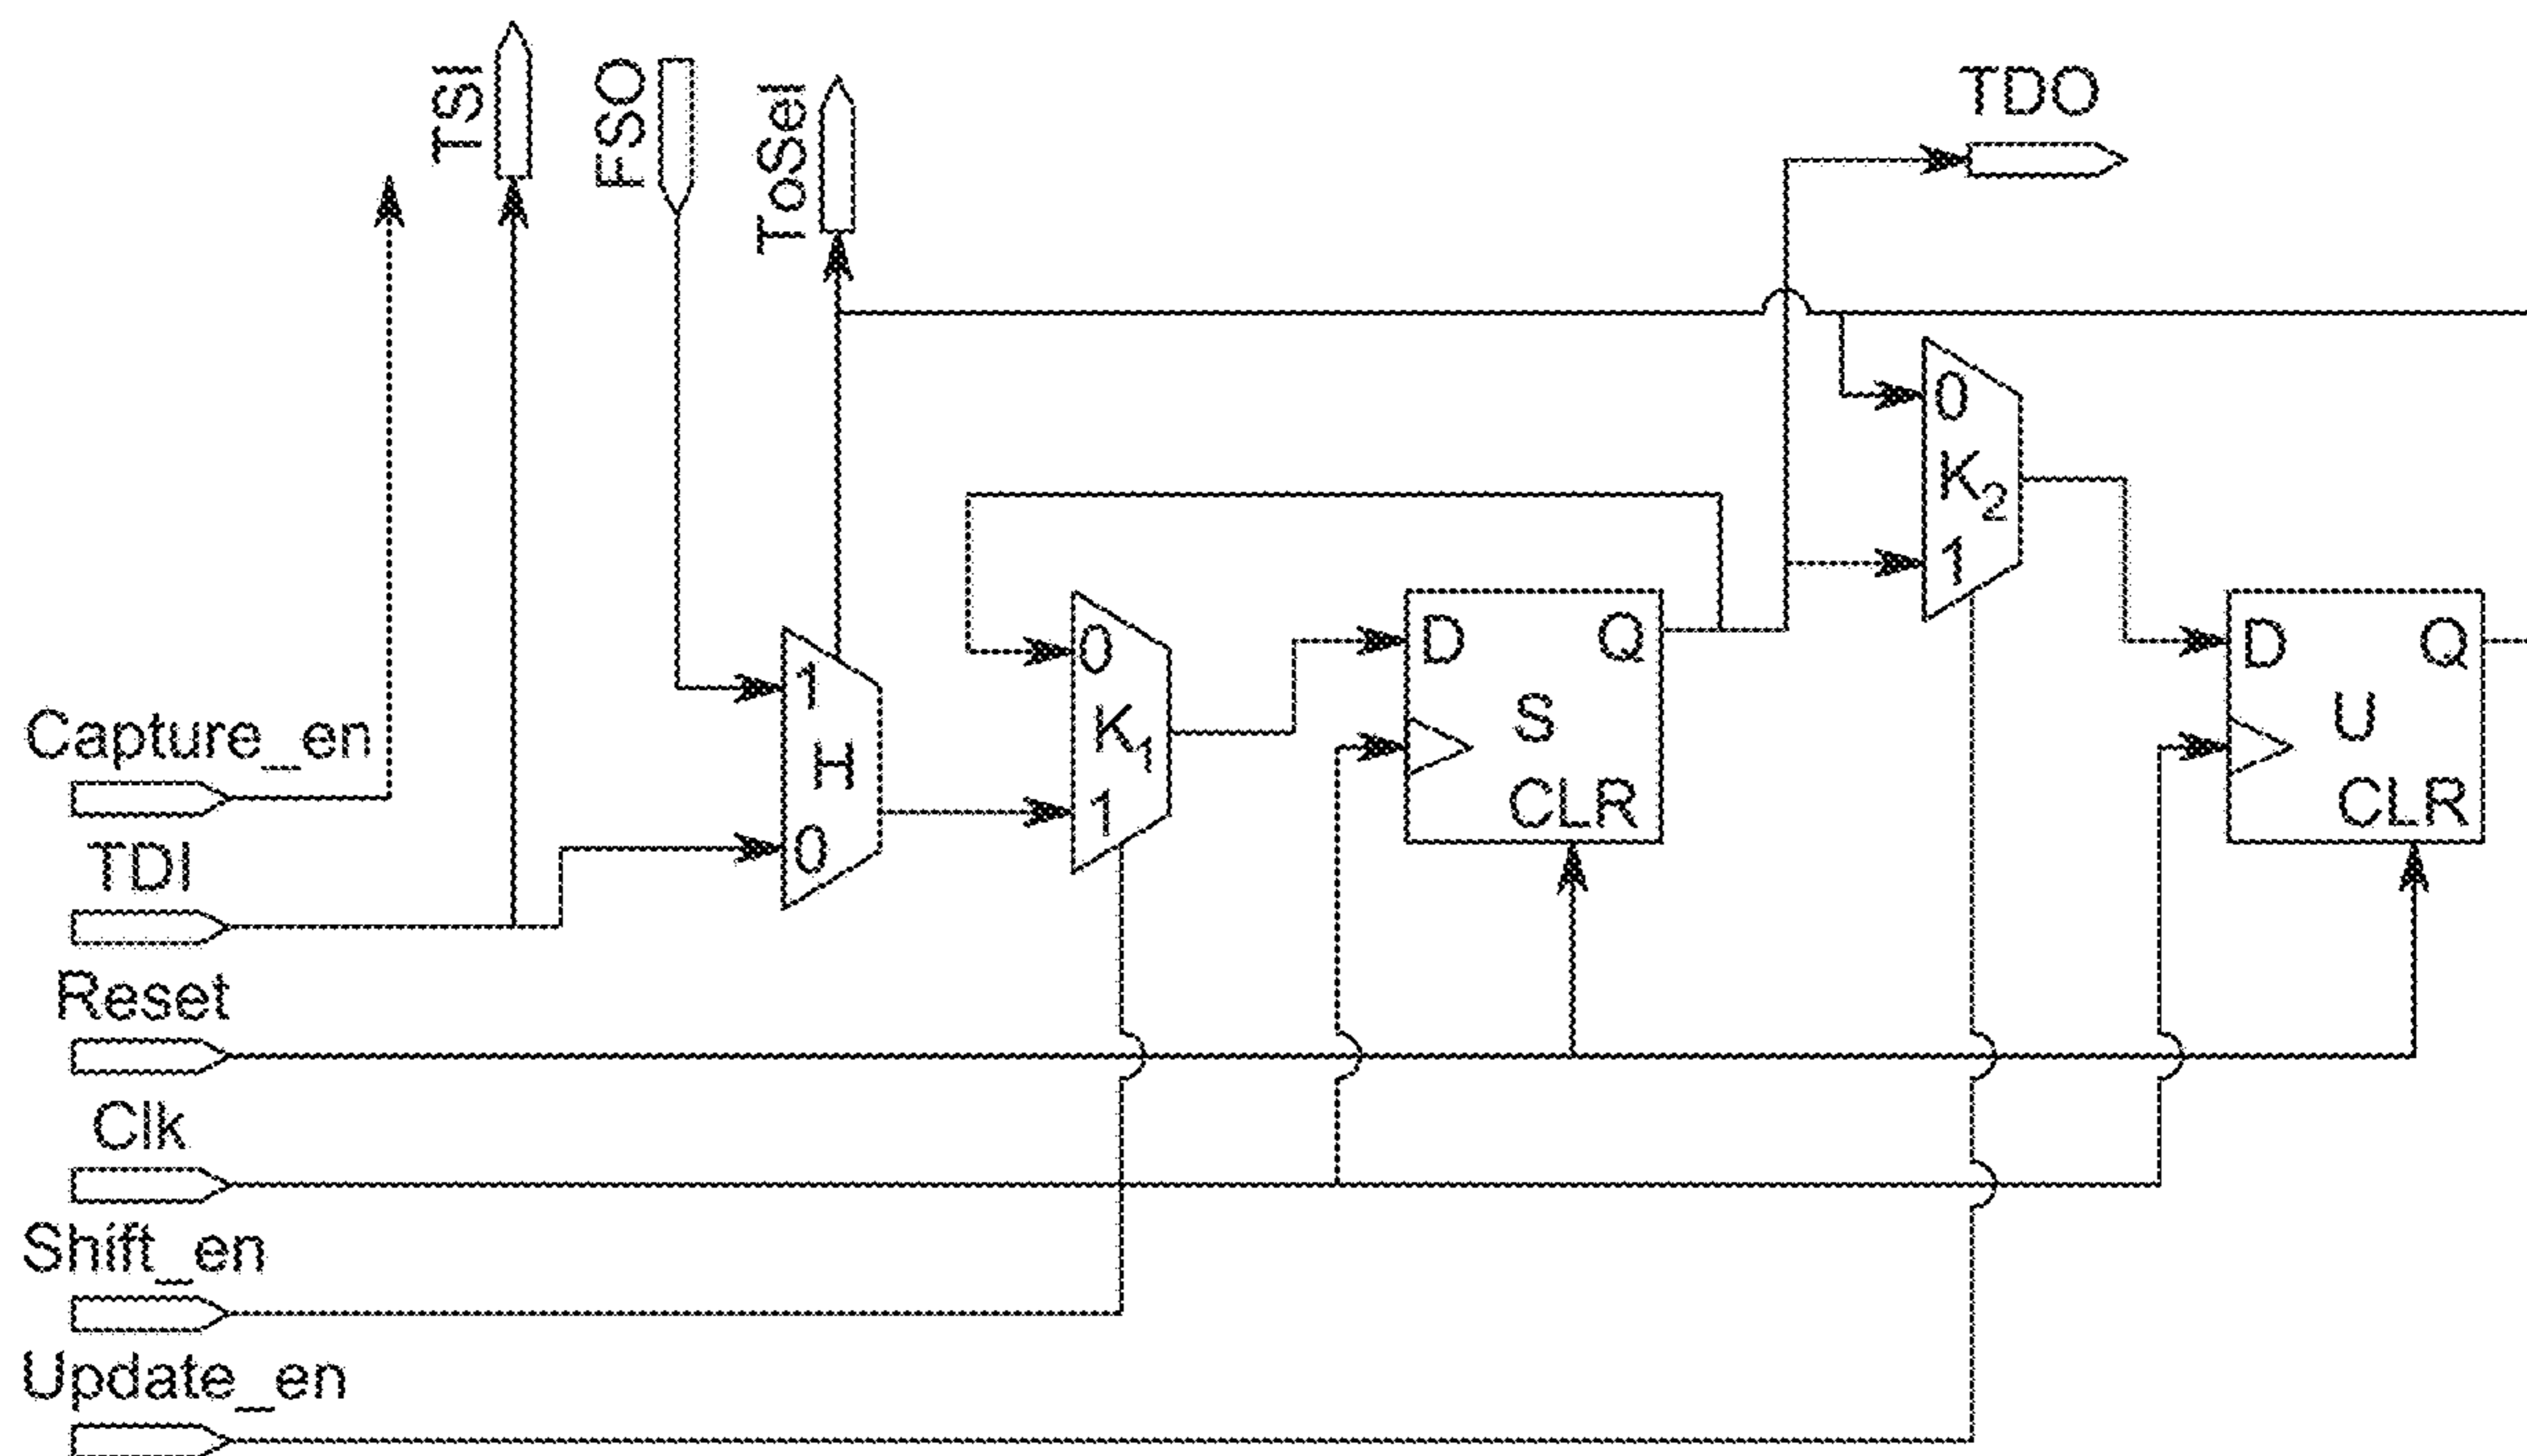 TSI
FSO
ToSel
TDO
0
K2
1
1
H
0
0
K1
1
D
Q
S
CLR
D
Q
U
CLR
Capture_en
TDI
Reset
Clk
Shift_en
Update_en